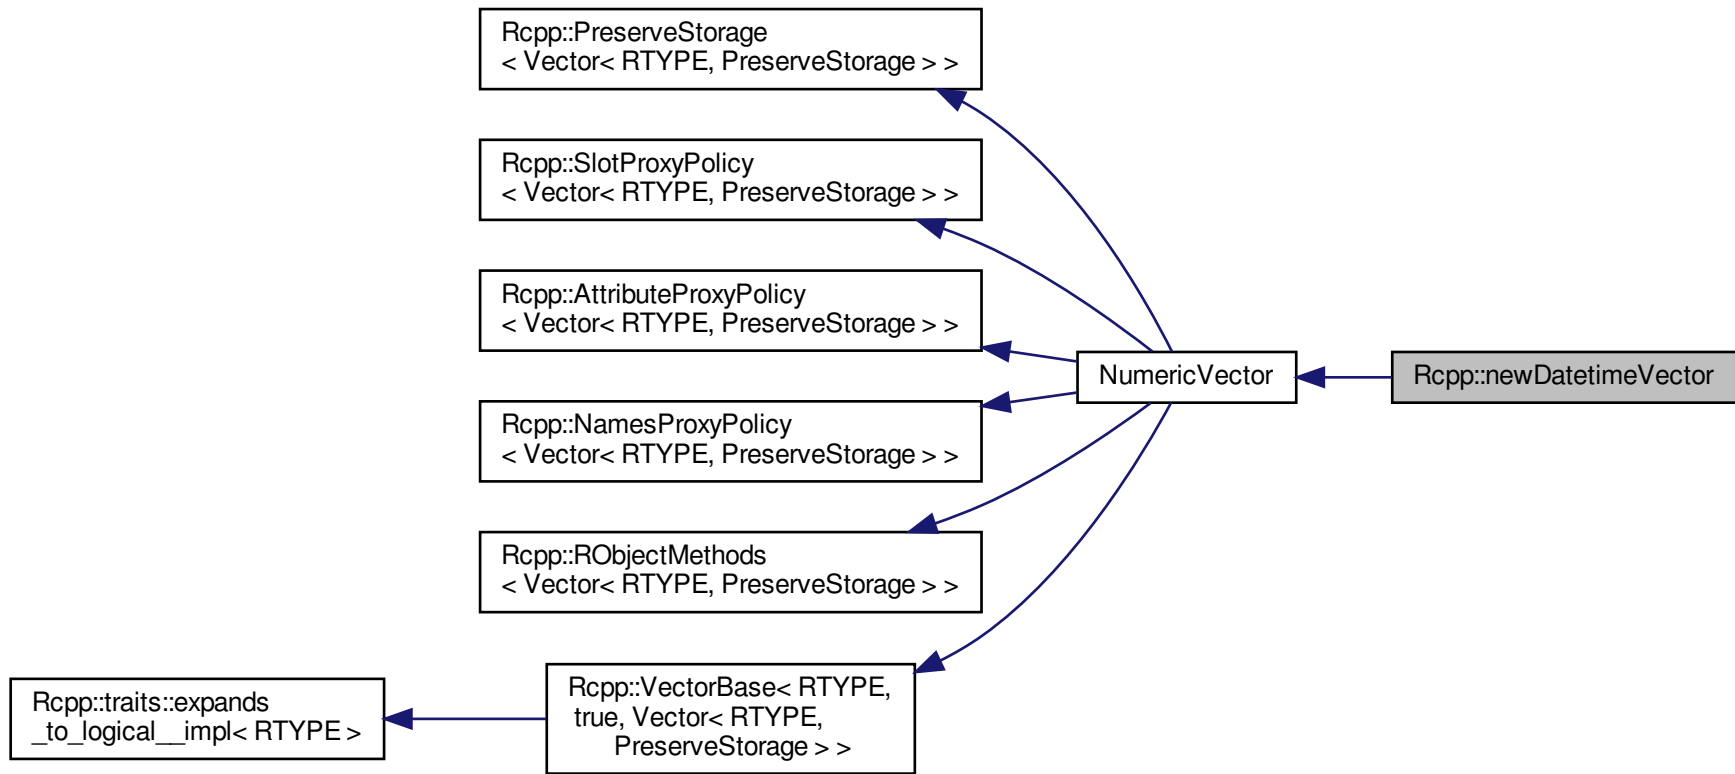 Rcpp::PreserveStorage
< Vector< RTYPE, PreserveStorage > >
Rcpp::SlotProxyPolicy
< Vector< RTYPE, PreserveStorage > >
Rcpp::AttributeProxyPolicy
< Vector< RTYPE, PreserveStorage > >
NumericVector
Rcpp::newDatetimeVector
Rcpp::NamesProxyPolicy
< Vector< RTYPE, PreserveStorage > >
Rcpp::RObjectMethods
< Vector< RTYPE, PreserveStorage > >
Rcpp::traits::expands
_to_logical__impl< RTYPE >
Rcpp::VectorBase< RTYPE,
true, Vector< RTYPE,
PreserveStorage > >